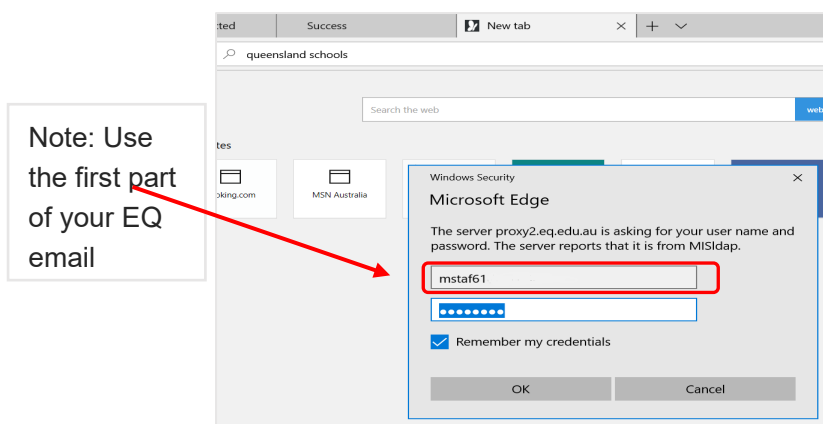 :ted
Success
New tab
queensland schools
Search the web
web
Note: Use
the first part
of your EQ
email
tes
oking.com
MSN Australia
Windows Security
Microsoft Edge
The server proxy2.eq.edu.au is asking for your user name and
password. The server reports that it is from MISldap.
mstaf61
Remember my credentials
OK
Cancel